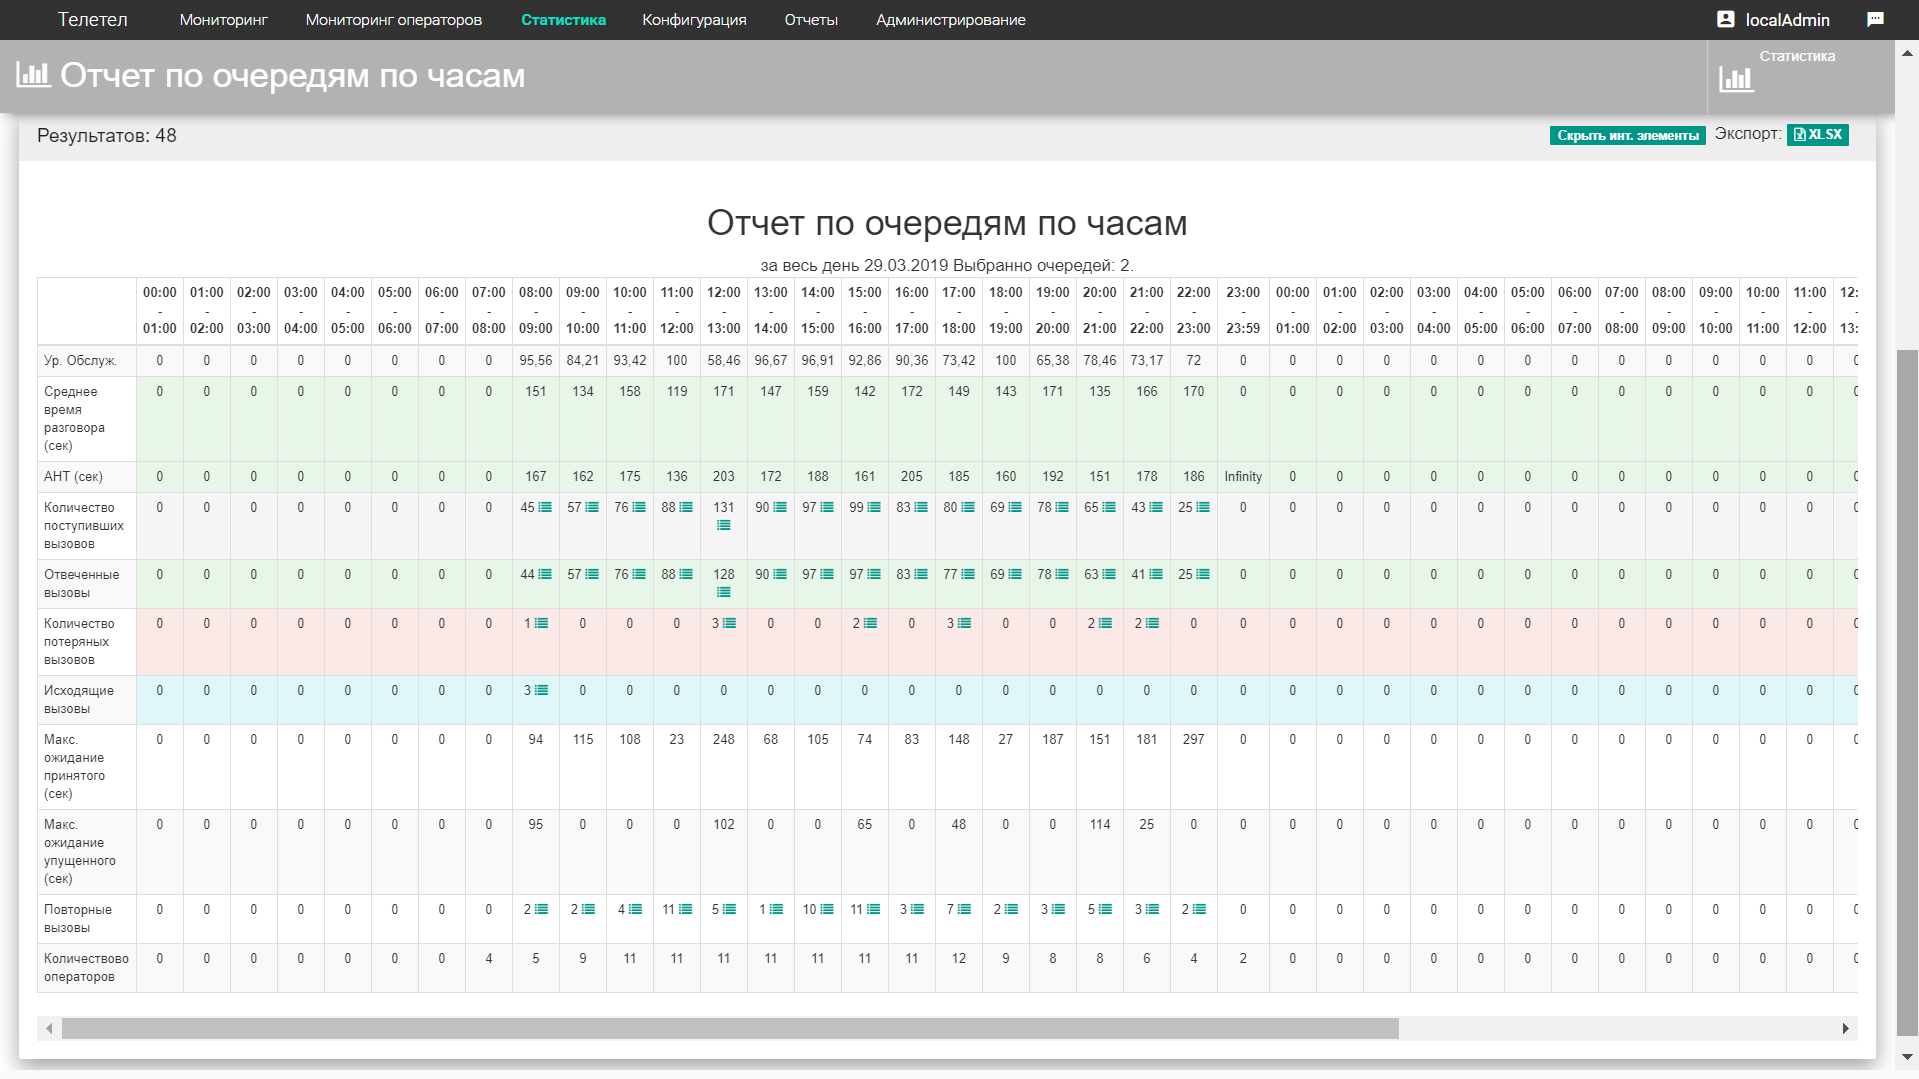 Телетел Мониторинг Мониторинг операторов Статистика Конфигурация Отчеты Администрирование localAdmin
Отчет по очередям по часам Статистика
Результатов: 48 Скрыть инт. элементы Экспорт: XLSX
Отчет по очередям по часам
за весь день 29.03.2019 Выбранно очередей: 2.
00:00 01:00 02:00 03:00 04:00 05:00 06:00 07:00 08:00 09:00 10:00 11:00 12:00 13:00 14:00 15:00 16:00 17:00 18:00 19:00 20:00 21:00 22:00 23:00 00:00 01:00 02:00 03:00 04:00 05:00 06:00 07:00 08:00 09:00 10:00 11:00 12:
- - - - - - - - - - - - - - - - - - - - - - - - - - - - - - - - - - - - -
01:00 02:00 03:00 04:00 05:00 06:00 07:00 08:00 09:00 10:00 11:00 12:00 13:00 14:00 15:00 16:00 17:00 18:00 19:00 20:00 21:00 22:00 23:00 23:59 01:00 02:00 03:00 04:00 05:00 06:00 07:00 08:00 09:00 10:00 11:00 12:00 13:
Ур. Обслуж. 0 0 0 0 0 0 0 0 95,56 84,21 93,42 100 58,46 96,67 96,91 92,86 90,36 73,42 100 65,38 78,46 73,17 72 0 0 0 0 0 0 0 0 0 0 0 0 0 0
Среднее 0 0 0 0 0 0 0 0 151 134 158 119 171 147 159 142 172 149 143 171 135 166 170 0 0 0 0 0 0 0 0 0 0 0 0 0 0
время
разговора
(сек)
АНТ (сек) 0 0 0 0 0 0 0 0 167 162 175 136 203 172 188 161 205 185 160 192 151 178 186 Infinity 0 0 0 0 0 0 0 0 0 0 0 0 0
Количество 0 0 0 0 0 0 0 0 45 57 76 88 131 90 97 99 83 80 69 78 65 43 25 0 0 0 0 0 0 0 0 0 0 0 0 0 0
поступивших
вызовов
Отвеченные 0 0 0 0 0 0 0 0 44 57 76 88 128 90 97 97 83 77 69 78 63 41 25 0 0 0 0 0 0 0 0 0 0 0 0 0 0
вызовы
Количество 0 0 0 0 0 0 0 0 1 0 0 0 3 0 0 2 0 3 0 0 2 2 0 0 0 0 0 0 0 0 0 0 0 0 0 0 0
потеряных
вызовов
Исходящие 0 0 0 0 0 0 0 0 3 0 0 0 0 0 0 0 0 0 0 0 0 0 0 0 0 0 0 0 0 0 0 0 0 0 0 0 0
вызовы
Макс. 0 0 0 0 0 0 0 0 94 115 108 23 248 68 105 74 83 148 27 187 151 181 297 0 0 0 0 0 0 0 0 0 0 0 0 0 0
ожидание
принятого
(сек)
Макс. 0 0 0 0 0 0 0 0 95 0 0 0 102 0 0 65 0 48 0 0 114 25 0 0 0 0 0 0 0 0 0 0 0 0 0 0 0
ожидание
упущенного
(сек)
Повторные 0 0 0 0 0 0 0 0 2 2 4 11 5 1 10 11 3 7 2 3 5 3 2 0 0 0 0 0 0 0 0 0 0 0 0 0 0
вызовы
Количествово 0 0 0 0 0 0 0 4 5 9 11 11 11 11 11 11 11 12 9 8 8 6 4 2 0 0 0 0 0 0 0 0 0 0 0 0 0
операторов